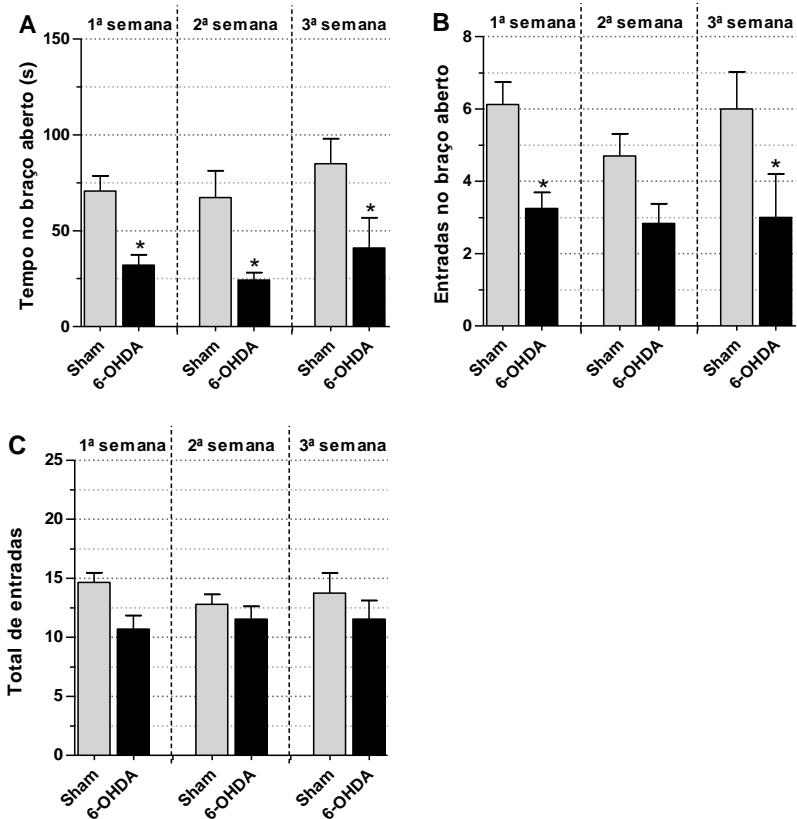 A
1ª semana 2ª semana 3ª semana
Tempo no braço aberto (s)
150
100
75
50
25
0
* * *
Sham 6-OHDA Sham 6-OHDA Sham 6-OHDA
B
1ª semana 2ª semana 3ª semana
Entradas no braço aberto
8
6
4
2
0
* *
Sham 6-OHDA Sham 6-OHDA Sham 6-OHDA
C
1ª semana 2ª semana 3ª semana
Total de entradas
25
20
15
10
5
0
Sham 6-OHDA Sham 6-OHDA Sham 6-OHDA